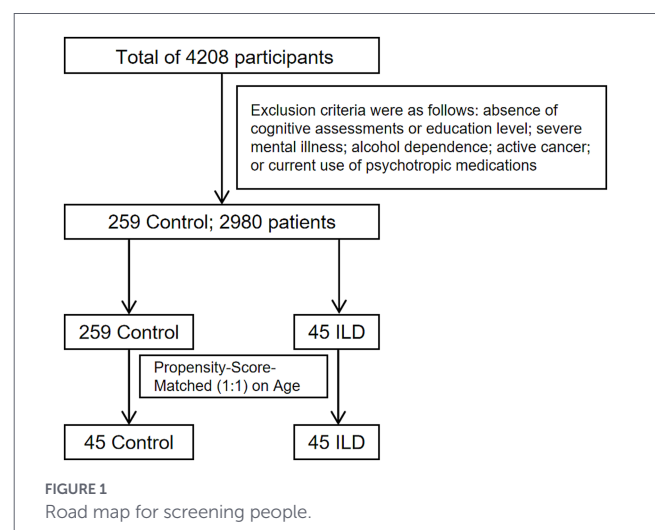 Total of 4208 participants
Exclusion criteria were as follows: absence of
cognitive assessments or education level; severe
mental illness; alcohol dependence; active cancer;
or current use of psychotropic medications
259 Control; 2980 patients
259 Control
45 ILD
Propensity-Score-
Matched (1:1) on Age
45 Control
45 ILD
FIGURE 1
Road map for screening people.